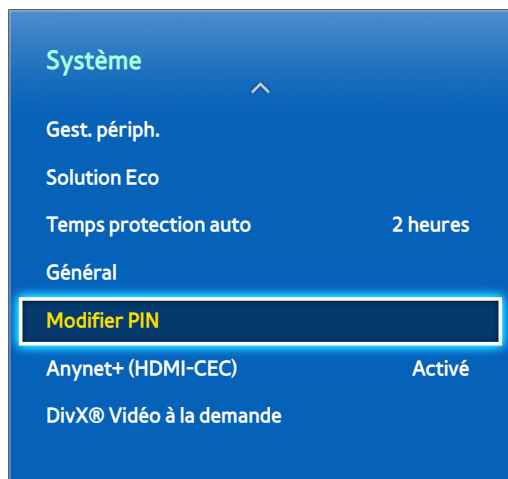 Système
Gest. périph.
Solution Eco
Temps protection auto 2 heures
Général
Modifier PIN
Anynet+ (HDMI-CEC) Activé
DivX® Vidéo à la demande